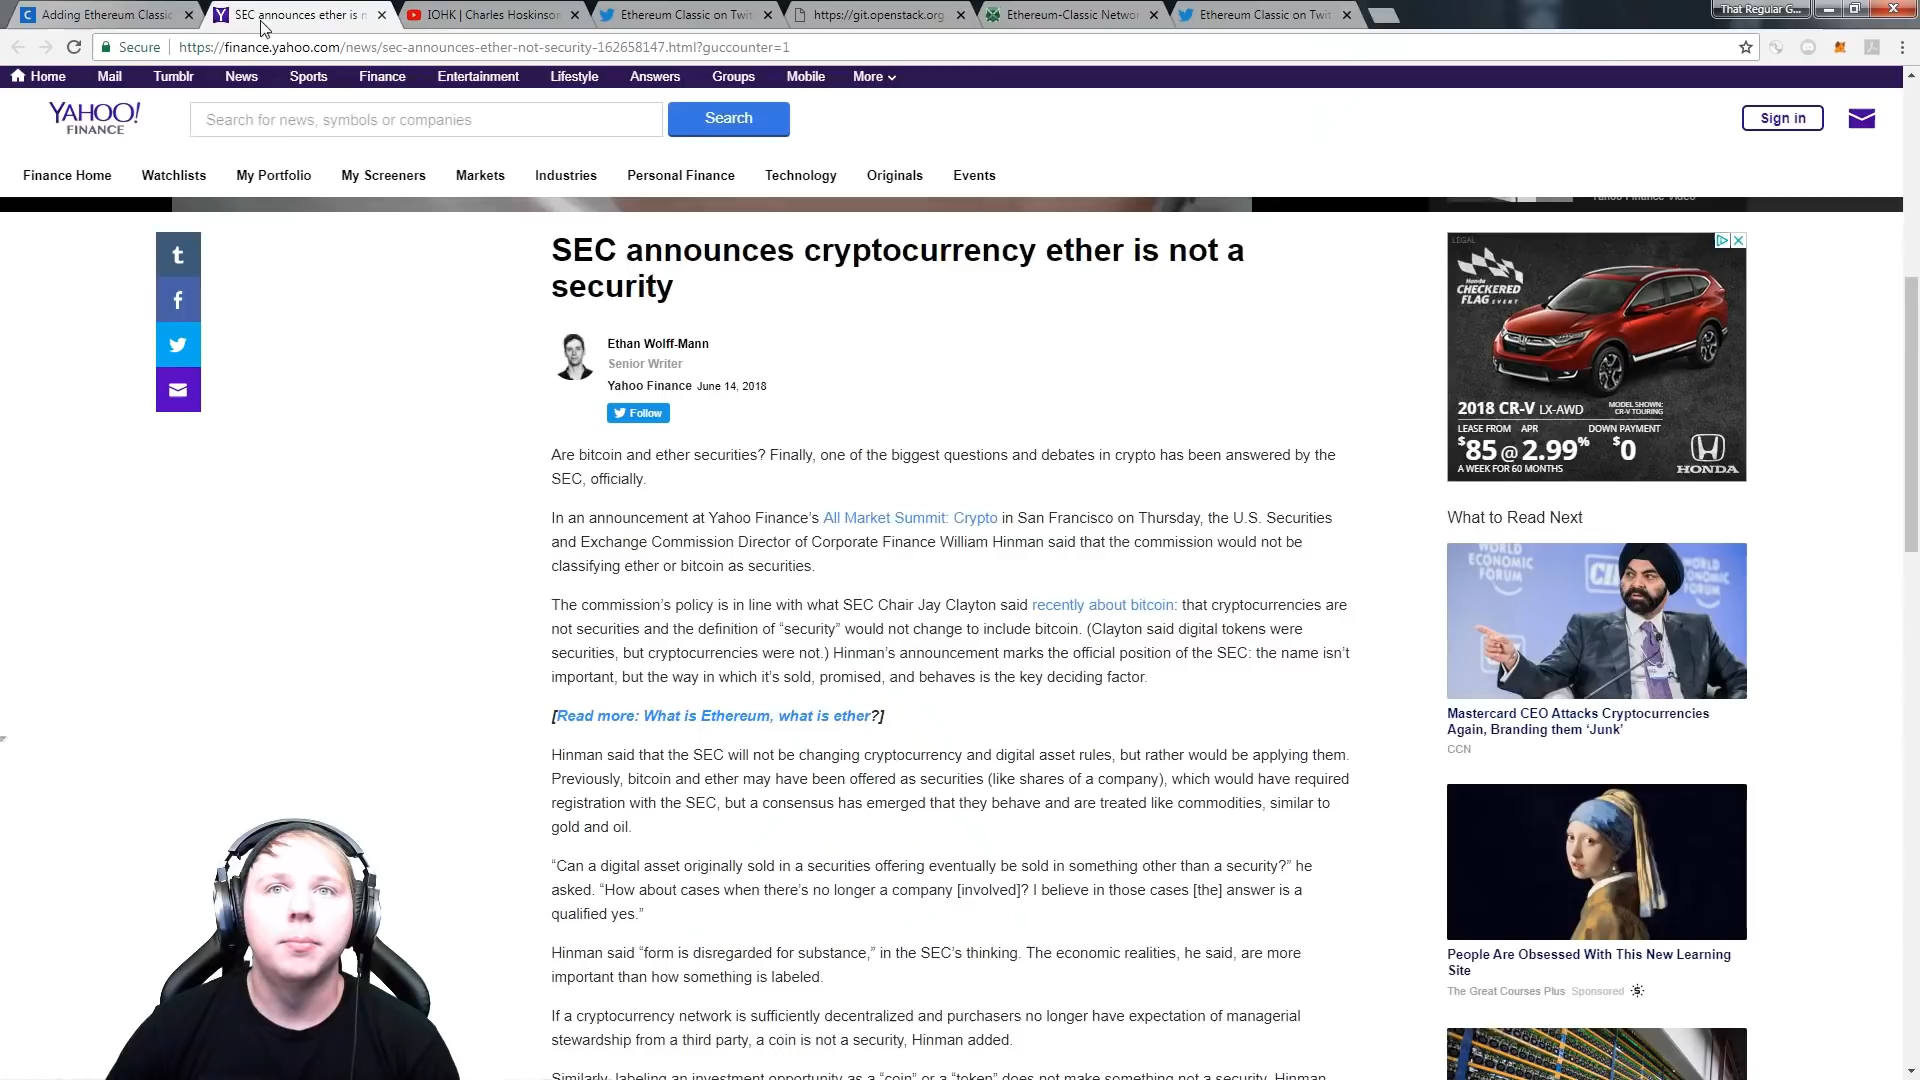 Adding Ethereum Classic
SEC announces ether is n
IOHK | Charles Hoskinson
Ethereum Classic on Twit
https://git.openstack.org
Ethereum-Classic Networ
Ethereum Classic on Twit
That Regular G...
Secure
https://finance.yahoo.com/news/sec-announces-ether-not-security-162658147.html?guccounter=1
Home Mail Tumblr News Sports Finance Entertainment Lifestyle Answers Groups Mobile More
YAHOO!
FINANCE
Search for news, symbols or companies
Search
Sign in
Finance Home Watchlists My Portfolio My Screeners Markets Industries Personal Finance Technology Originals Events
Yahoo Finance Video
SEC announces cryptocurrency ether is not a
security
Ethan Wolff-Mann
Senior Writer
Yahoo Finance June 14, 2018
Follow
Are bitcoin and ether securities? Finally, one of the biggest questions and debates in crypto has been answered by the
SEC, officially.
In an announcement at Yahoo Finance’s All Market Summit: Crypto in San Francisco on Thursday, the U.S. Securities
and Exchange Commission Director of Corporate Finance William Hinman said that the commission would not be
classifying ether or bitcoin as securities.
The commission’s policy is in line with what SEC Chair Jay Clayton said recently about bitcoin: that cryptocurrencies are
not securities and the definition of “security” would not change to include bitcoin. (Clayton said digital tokens were
securities, but cryptocurrencies were not.) Hinman’s announcement marks the official position of the SEC: the name isn’t
important, but the way in which it’s sold, promised, and behaves is the key deciding factor.
[Read more: What is Ethereum, what is ether?]
Hinman said that the SEC will not be changing cryptocurrency and digital asset rules, but rather would be applying them.
Previously, bitcoin and ether may have been offered as securities (like shares of a company), which would have required
registration with the SEC, but a consensus has emerged that they behave and are treated like commodities, similar to
gold and oil.
“Can a digital asset originally sold in a securities offering eventually be sold in something other than a security?” he
asked. “How about cases when there’s no longer a company [involved]? I believe in those cases [the] answer is a
qualified yes.”
Hinman said “form is disregarded for substance,” in the SEC’s thinking. The economic realities, he said, are more
important than how something is labeled.
If a cryptocurrency network is sufficiently decentralized and purchasers no longer have expectation of managerial
stewardship from a third party, a coin is not a security, Hinman added.
Similarly, labeling an investment opportunity as a “coin” or a “token” does not make something not a security, Hinman
LEGAL
Honda
CHECKERED
FLAG EVENT
2018 CR-V LX-AWD
MODEL SHOWN:
CR-V TOURING
LEASE FROM APR DOWN PAYMENT
$85 @ 2.99% $0
A WEEK FOR 60 MONTHS
HONDA
What to Read Next
WORLD
ECONOMIC
FORUM
WORLD
ECONOMIC
FORUM
Mastercard CEO Attacks Cryptocurrencies
Again, Branding them ‘Junk’
CCN
People Are Obsessed With This New Learning
Site
The Great Courses Plus Sponsored